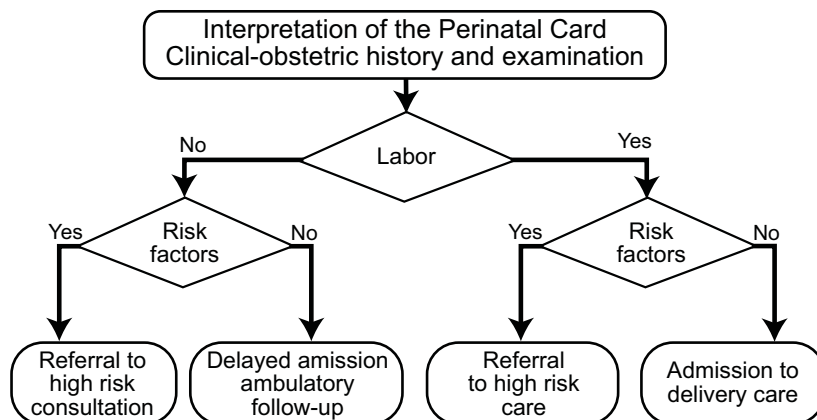 Interpretation of the Perinatal Card
Clinical-obstetric history and examination
No
Labor
Yes
Yes
Risk
factors
No
Yes
Risk
factors
No
Referral to
high risk
consultation
Delayed amission
ambulatory
follow-up
Referral
to high risk
care
Admission to
delivery care